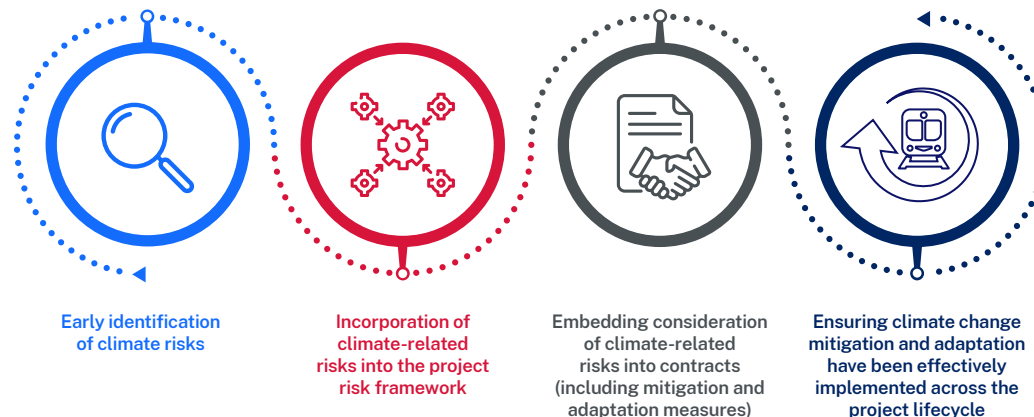 Early identification
of climate risks
Incorporation of
climate-related
risks into the project
risk framework
Embedding consideration
of climate-related
risks into contracts
(including mitigation and
adaptation measures)
Ensuring climate change
mitigation and adaptation
have been effectively
implemented across the
project lifecycle